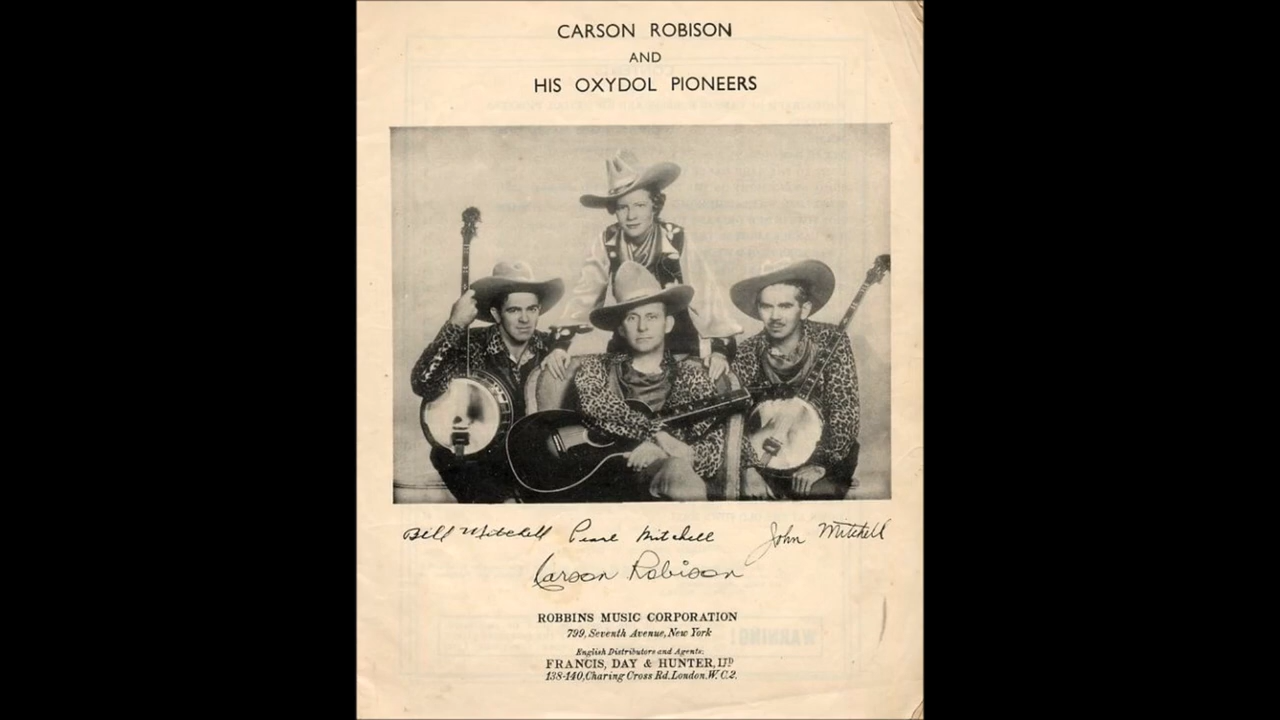 CARSON ROBISON
AND
HIS OXYDOL PIONEERS
Bill Mitchell Pearl Mitchell John Mitchell
Carson Robison
ROBBINS MUSIC CORPORATION
799, Seventh Avenue, New York
English Distributors and Agents:
FRANCIS, DAY & HUNTER, LTD
138-140, Charing Cross Rd. London. W.C.2.
WARNING!